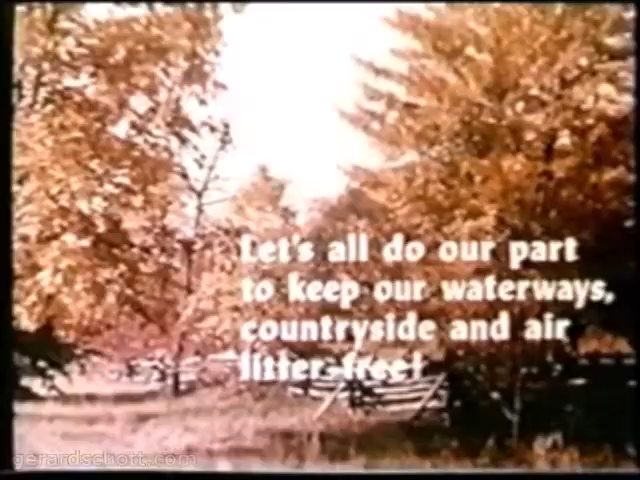 Let's all do our part
to keep our waterways,
countryside and air
litter-free!
gerardschott.com